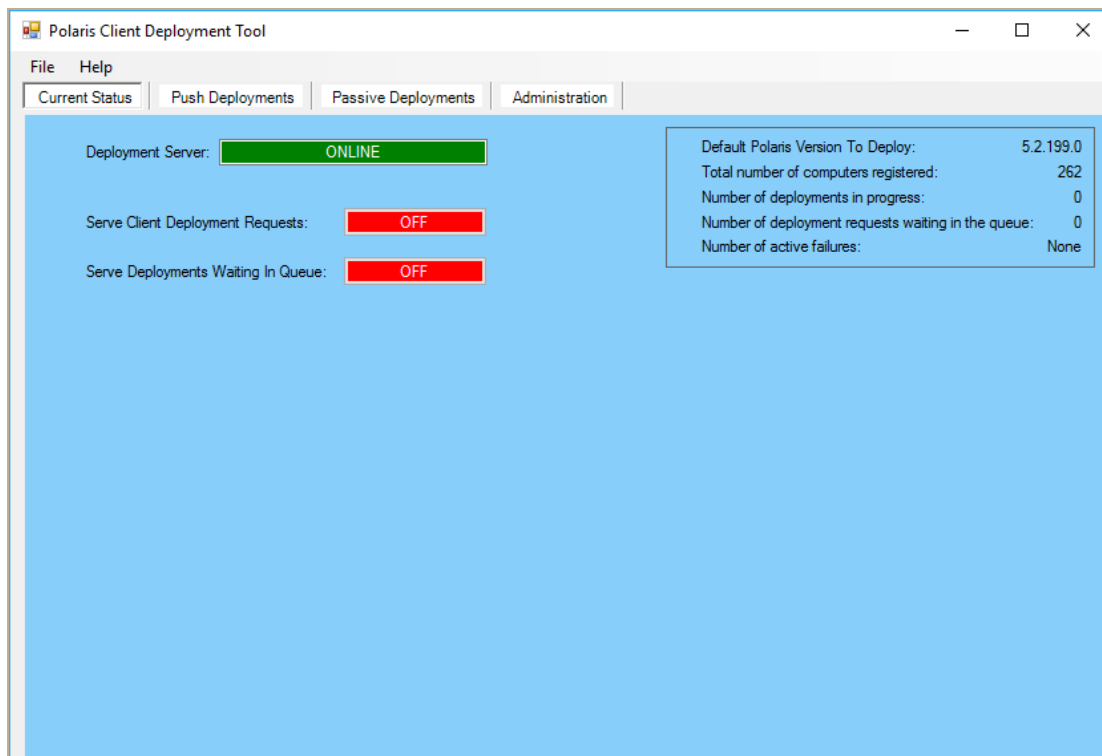 Polaris Client Deployment Tool
File Help
Current Status Push Deployments Passive Deployments Administration
Deployment Server: ONLINE
Serve Client Deployment Requests: OFF
Serve Deployments Waiting In Queue: OFF
Default Polaris Version To Deploy: 5.2.199.0
Total number of computers registered: 262
Number of deployments in progress: 0
Number of deployment requests waiting in the queue: 0
Number of active failures: None